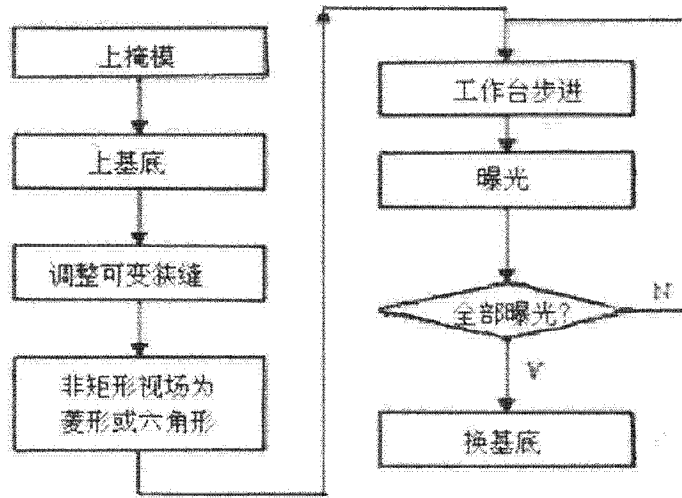 上掩模
上基底
调整可变狭缝
非矩形视场为
菱形或六角形
工作台步进
曝光
全部曝光?
N
Y
换基底